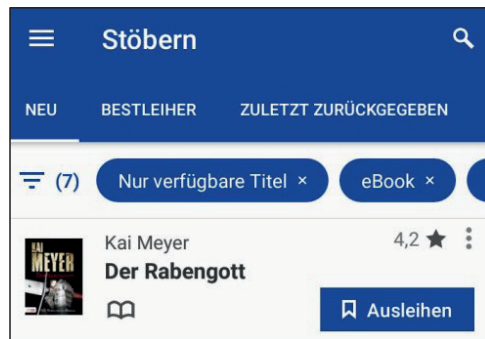 Stöbern
NEU BESTLEIHER ZULETZT ZURÜCKGEGEBEN
(7) Nur verfügbare Titel × eBook ×
Kai Meyer 4,2 ★
Der Rabengott
KAI
MEYER
Ausleihen